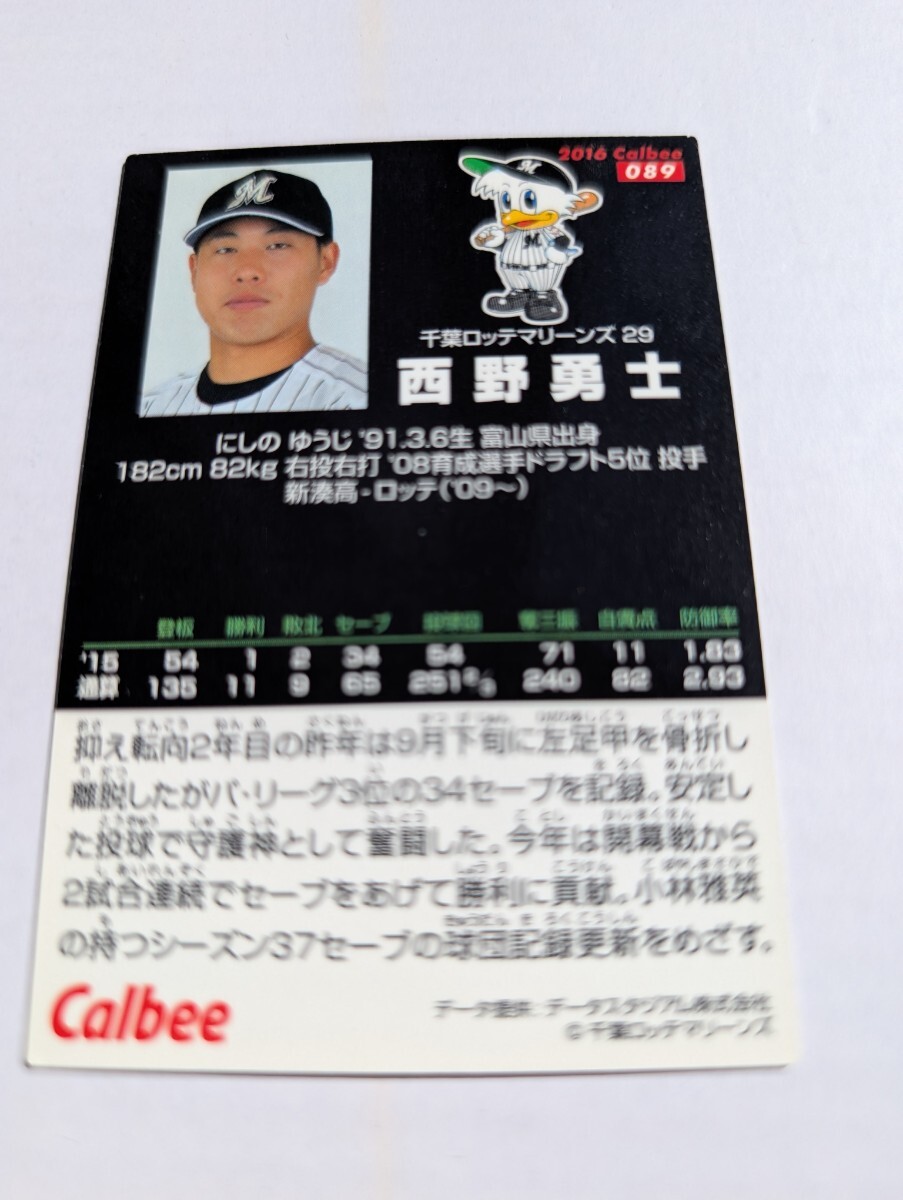 2016 Calbee
089
千葉ロッテマリーンズ 29
西野勇士
にしの ゆうじ '91.3.6生 富山県出身
182cm 82kg 右投右打 '08育成選手ドラフト5位 投手
新湊高-ロッテ('09〜)
登板 勝利 敗北 セーブ 投球回 奪三振 自責点 防御率
'15 54 1 2 34 54 71 11 1.83
通算 135 11 9 65 251 2/3 240 82 2.93
抑え転向2年目の昨年は9月下旬に左足甲を骨折し
離脱したがパ・リーグ3位の34セーブを記録。安定し
た投球で守護神として奮闘した。今年は開幕戦から
2試合連続でセーブをあげて勝利に貢献。小林雅英
の持つシーズン37セーブの球団記録更新をめざす。
Calbee
データ提供:データスタジアム株式会社
©千葉ロッテマリーンズ